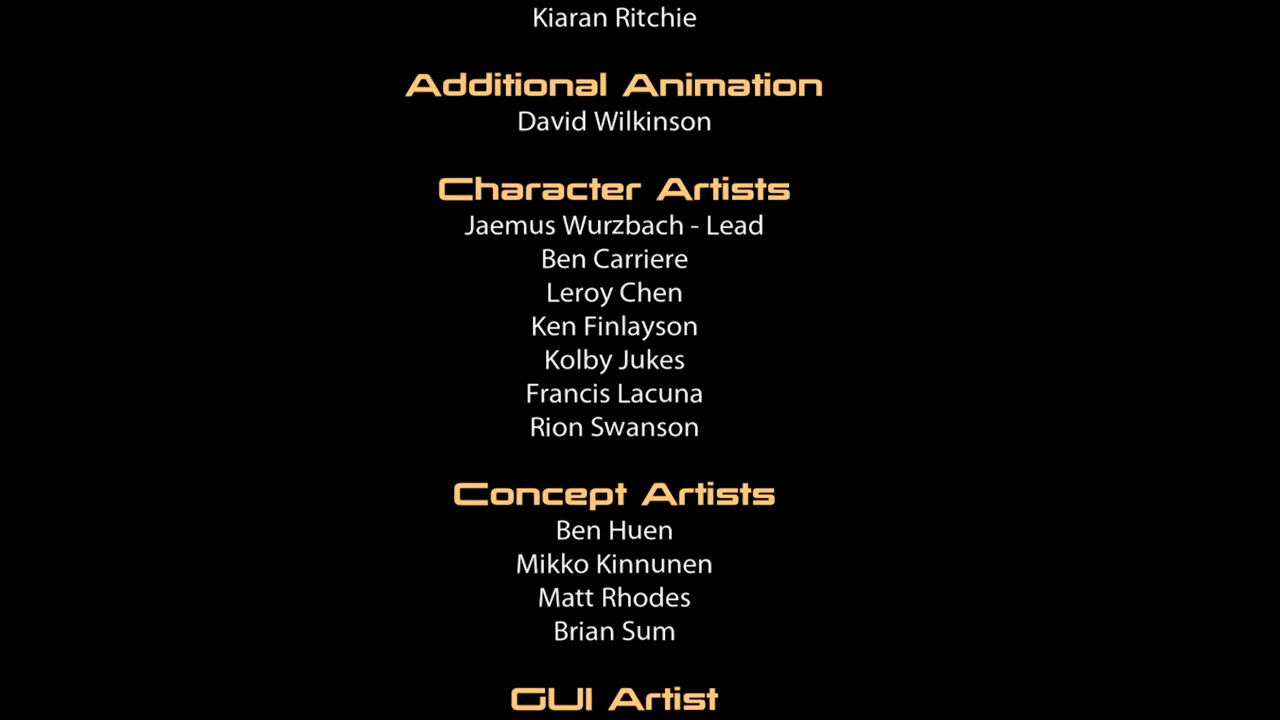 Kiaran Ritchie
Additional Animation
David Wilkinson
Character Artists
Jaemus Wurzbach - Lead
Ben Carriere
Leroy Chen
Ken Finlayson
Kolby Jukes
Francis Lacuna
Rion Swanson
Concept Artists
Ben Huen
Mikko Kinnunen
Matt Rhodes
Brian Sum
GUI Artist